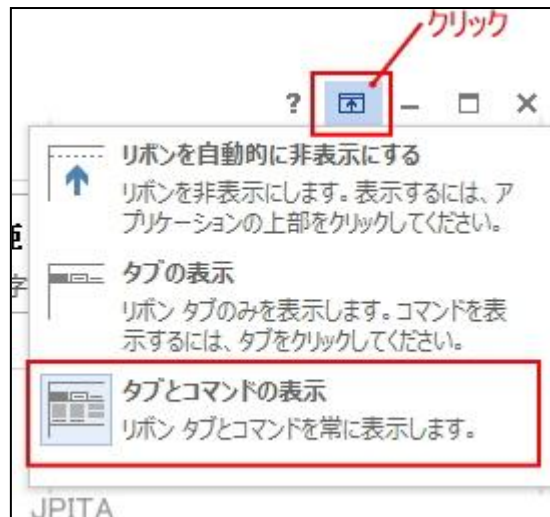 クリック
?
リボンを自動的に非表示にする
リボンを非表示にします。表示するには、ア
プリケーションの上部をクリックしてください。
タブの表示
リボン タブのみを表示します。コマンドを表
示するには、タブをクリックしてください。
字
タブとコマンドの表示
リボン タブとコマンドを常に表示します。
JPITA